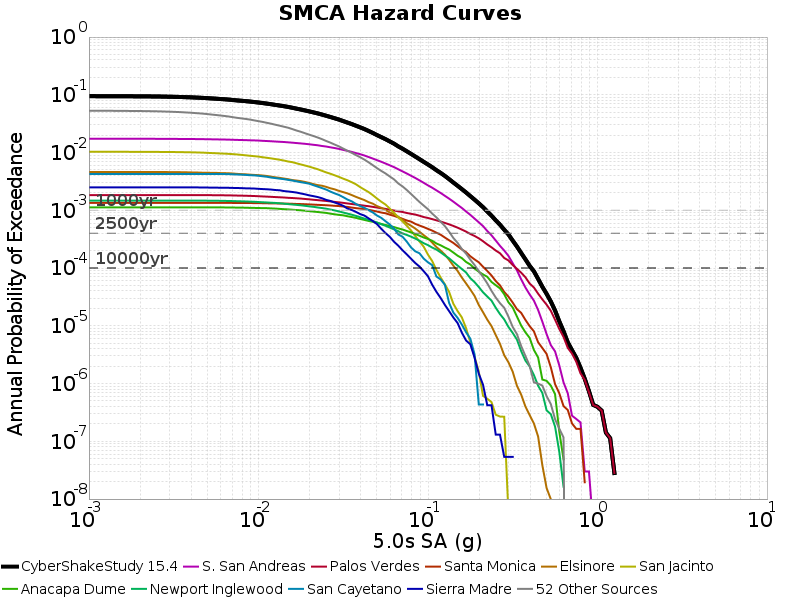 SMCA Hazard Curves
Annual Probability of Exceedance
10^0
10^-1
10^-2
10^-3
10^-4
10^-5
10^-6
10^-7
10^-8
1000yr
2500yr
10000yr
10^-3 10^-2 10^-1 10^0 10^1
5.0s SA (g)
CyberShakeStudy 15.4 S. San Andreas Palos Verdes Santa Monica Elsinore San Jacinto
Anacapa Dume Newport Inglewood San Cayetano Sierra Madre 52 Other Sources